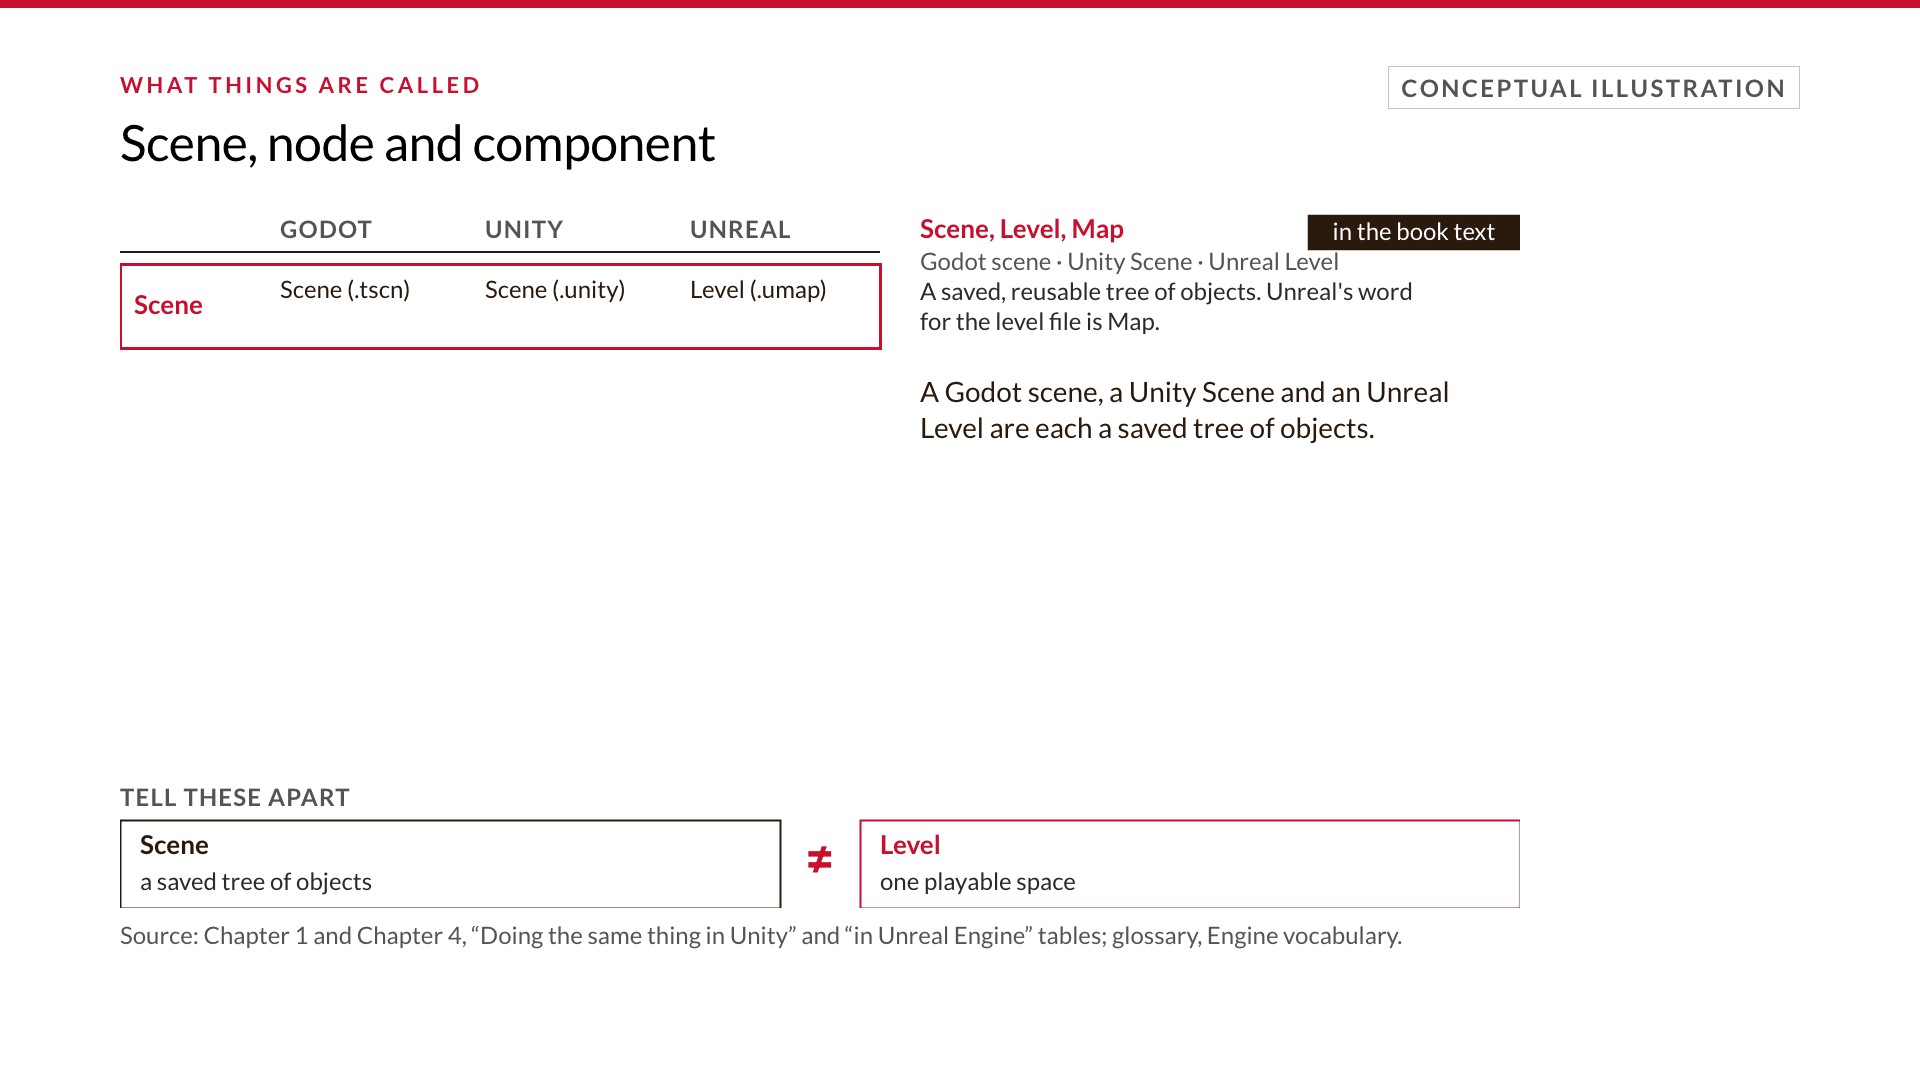 WHAT THINGS ARE CALLED
CONCEPTUAL ILLUSTRATION
Scene, node and component
GODOT UNITY UNREAL
Scene Scene (.tscn) Scene (.unity) Level (.umap)
Scene, Level, Map
in the book text
Godot scene · Unity Scene · Unreal Level
A saved, reusable tree of objects. Unreal's word
for the level file is Map.
A Godot scene, a Unity Scene and an Unreal
Level are each a saved tree of objects.
TELL THESE APART
Scene
a saved tree of objects
≠
Level
one playable space
Source: Chapter 1 and Chapter 4, “Doing the same thing in Unity” and “in Unreal Engine” tables; glossary, Engine vocabulary.